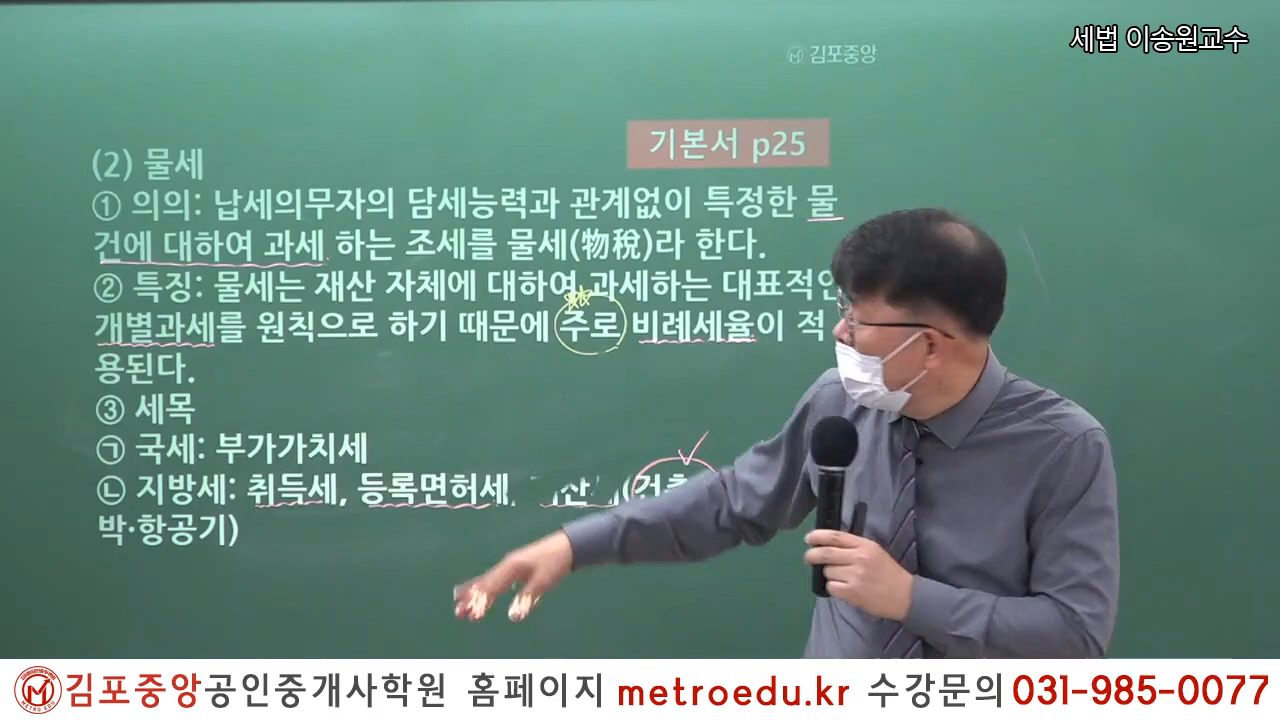 세법 이송원교수
김포중앙
기본서 p25
(2) 물세
① 의의: 납세의무자의 담세능력과 관계없이 특정한 물
건에 대하여 과세 하는 조세를 물세(物稅)라 한다.
② 특징: 물세는 재산 자체에 대하여 과세하는 대표적인
개별과세를 원칙으로 하기 때문에 주로 비례세율이 적
용된다.
③ 세목
㉠ 국세: 부가가치세
㉡ 지방세: 취득세, 등록면허세,
박·항공기)
김포중앙공인중개사학원 홈페이지 metroedu.kr 수강문의 031-985-0077
METRO EDU